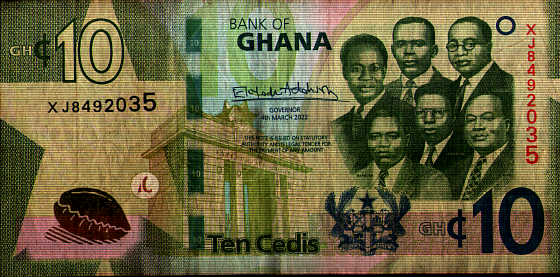 GH₵10
XJ8492035
BANK OF
GHANA
GOVERNOR
4th MARCH 2022
THIS NOTE IS ISSUED ON STATUTORY
AUTHORITY AND IS LEGAL TENDER FOR
THE PAYMENT OF ANY AMOUNT
Ten Cedis
XJ8492035
GH₵10